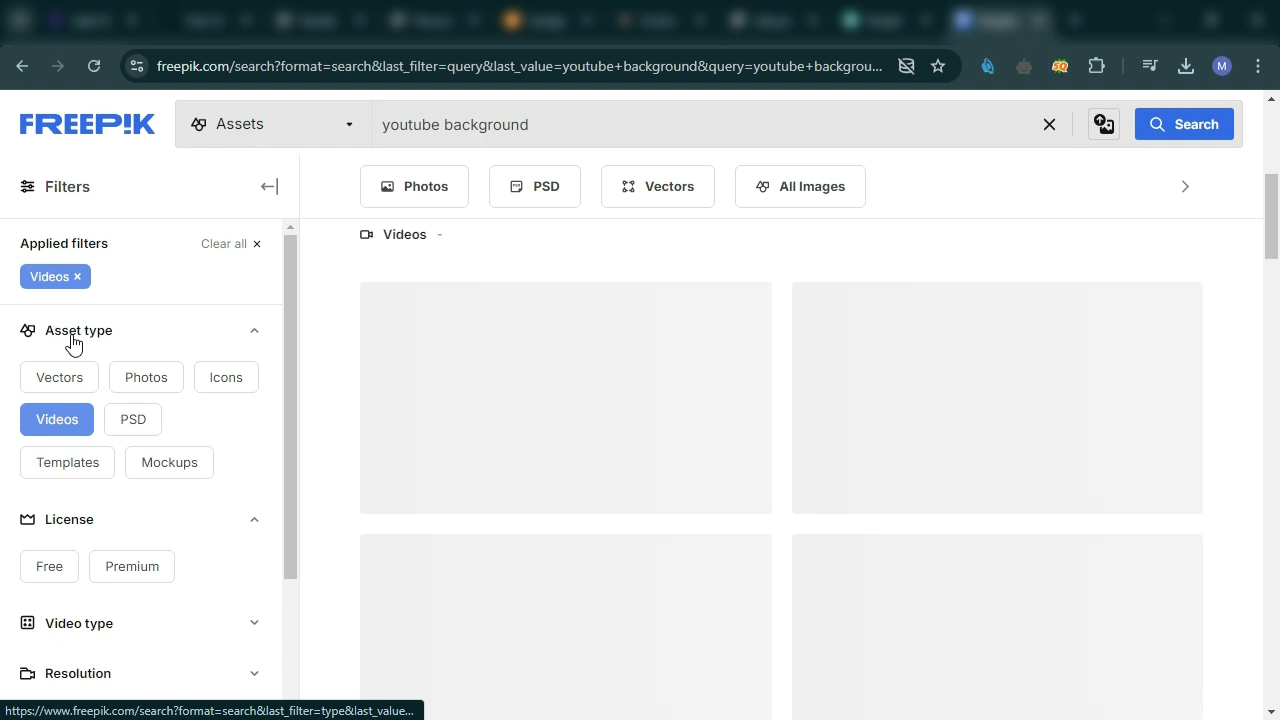 freepik.com/search?format=search&last_filter=query&last_value=youtube+background&query=youtube+backgrou...
M
FREEP!K
Assets
youtube background
Search
Filters
Photos
PSD
Vectors
All Images
Applied filters
Clear all ×
Videos ×
Videos -
Asset type
Vectors
Photos
Icons
Videos
PSD
Templates
Mockups
License
Free
Premium
Video type
Resolution
https://www.freepik.com/search?format=search&last_filter=type&last_value...